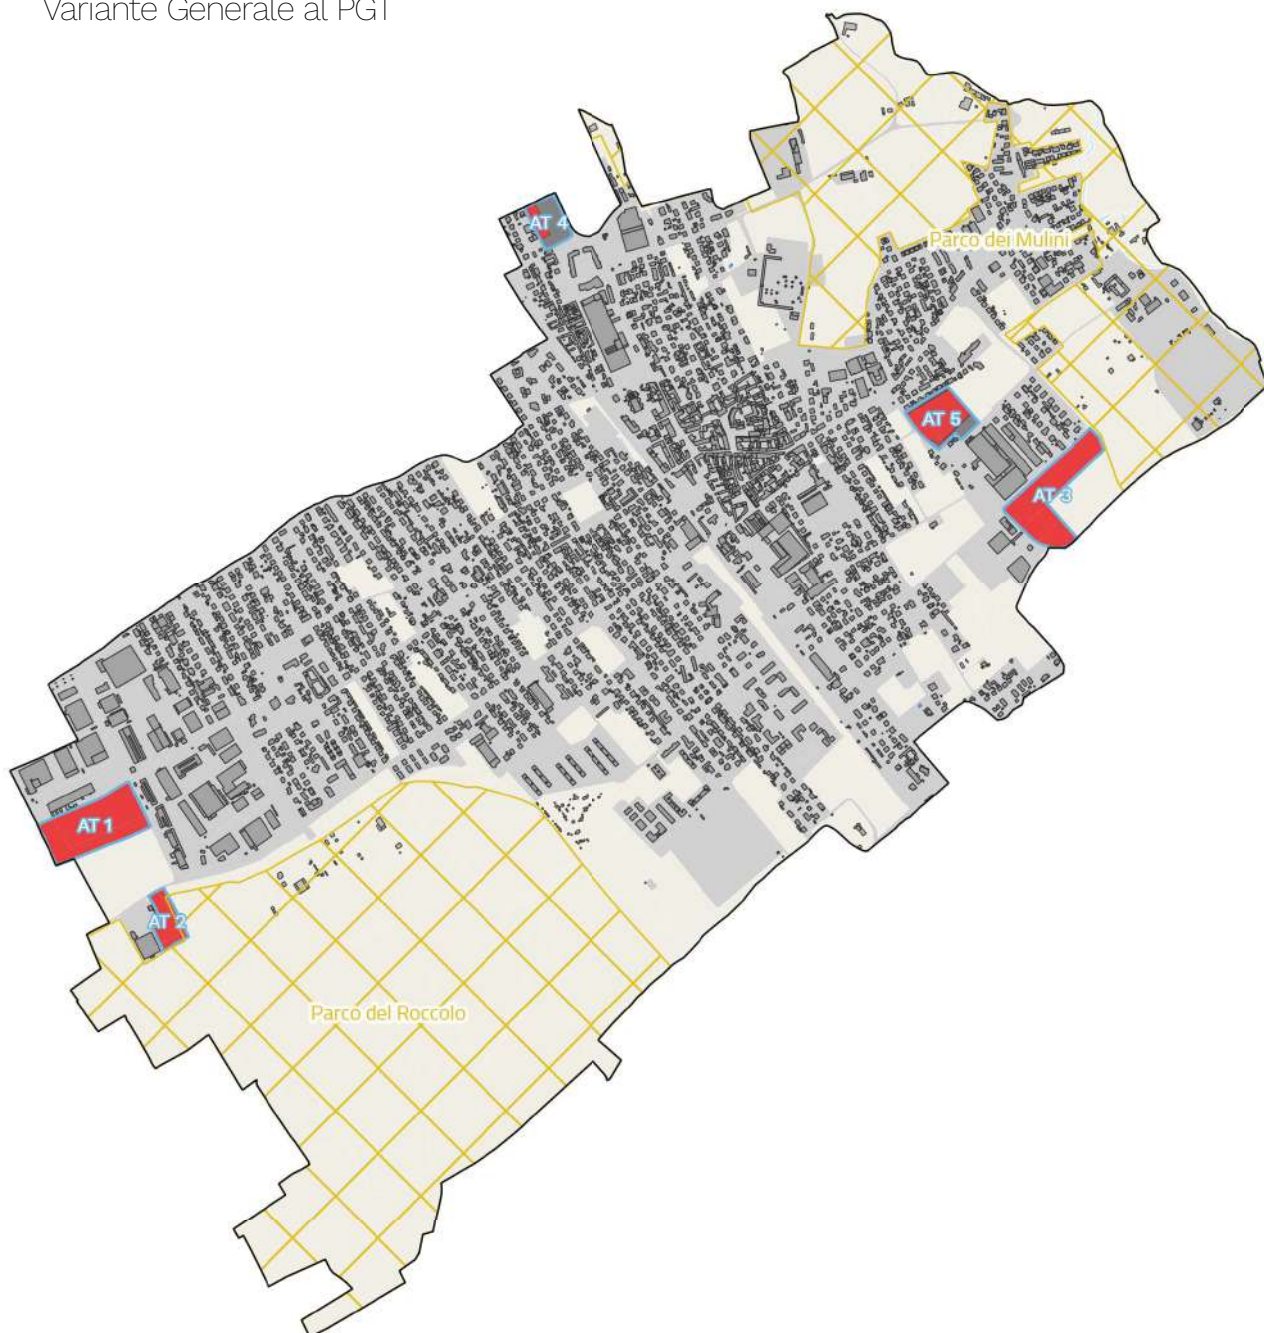 Variante Generale al PGT
AT 4
Parco dei Mulini
AT 5
AT 3
AT 1
AT 2
Parco del Roccolo